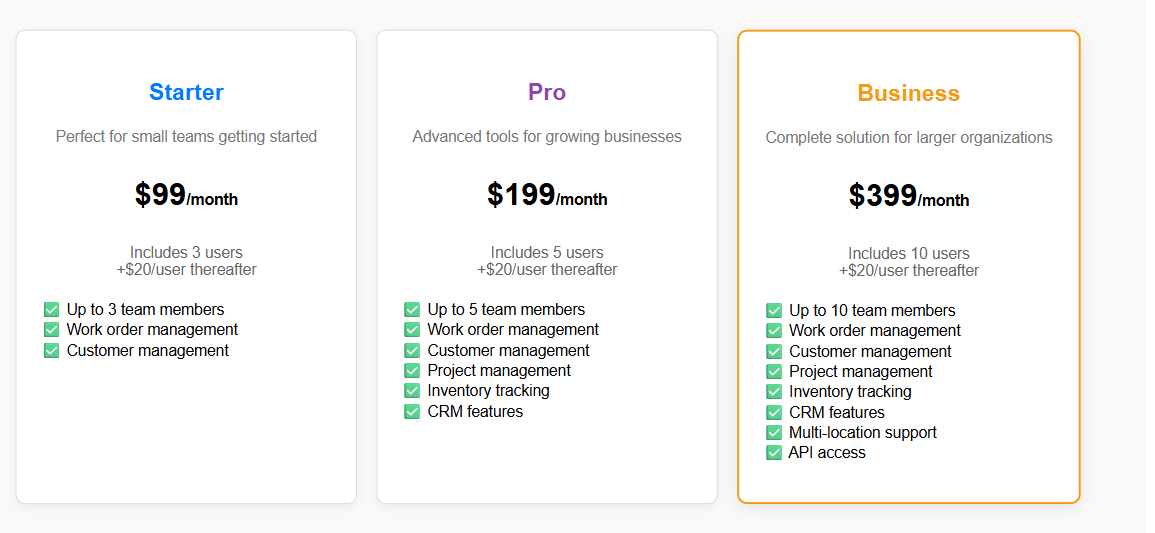 Starter
Perfect for small teams getting started
$99/month
Includes 3 users
+$20/user thereafter
✅ Up to 3 team members
✅ Work order management
✅ Customer management
Pro
Advanced tools for growing businesses
$199/month
Includes 5 users
+$20/user thereafter
✅ Up to 5 team members
✅ Work order management
✅ Customer management
✅ Project management
✅ Inventory tracking
✅ CRM features
Business
Complete solution for larger organizations
$399/month
Includes 10 users
+$20/user thereafter
✅ Up to 10 team members
✅ Work order management
✅ Customer management
✅ Project management
✅ Inventory tracking
✅ CRM features
✅ Multi-location support
✅ API access